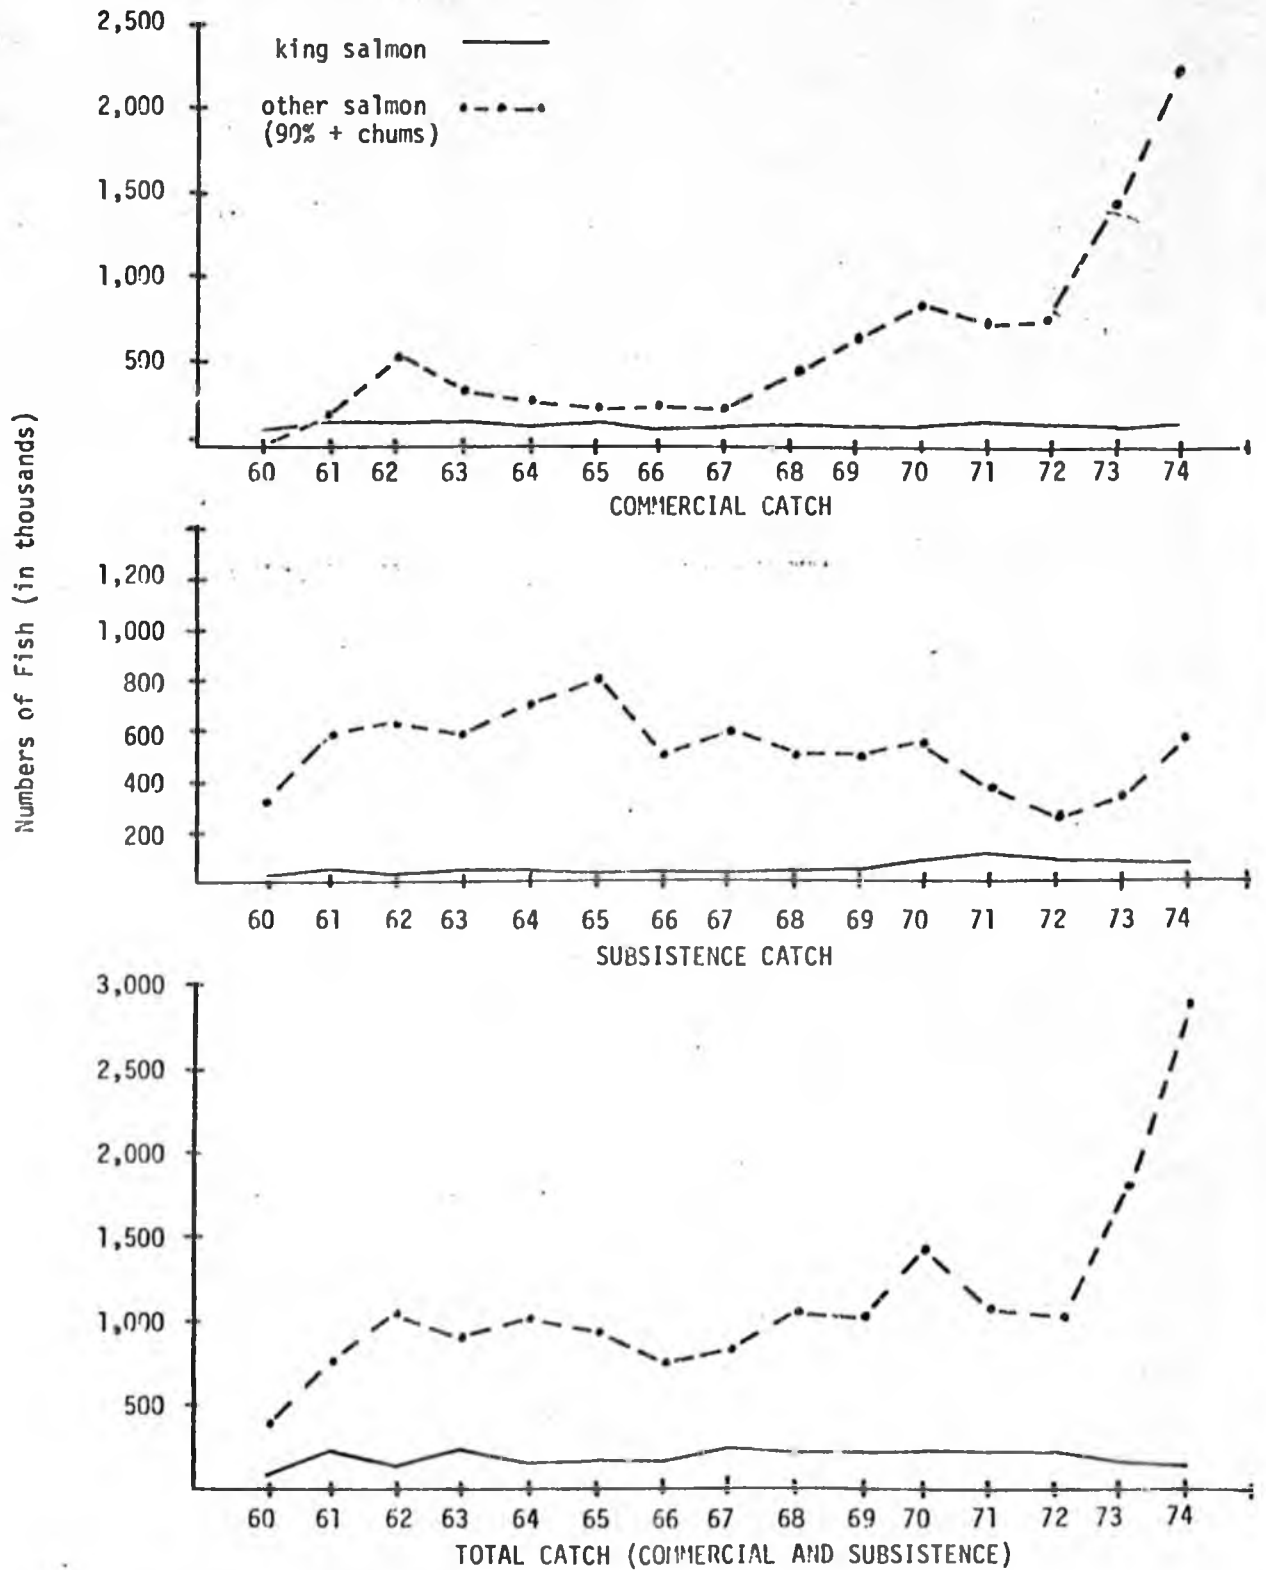 2,500
king salmon
other salmon
(90% + chums)
2,000
1,500
1,000
500
60 61 62 63 64 65 66 67 68 69 70 71 72 73 74
COMMERCIAL CATCH
Numbers of Fish (in thousands)
1,200
1,000
800
600
400
200
60 61 62 63 64 65 66 67 68 69 70 71 72 73 74
SUBSISTENCE CATCH
3,000
2,500
2,000
1,500
1,000
500
60 61 62 63 64 65 66 67 68 69 70 71 72 73 74
TOTAL CATCH (COMMERCIAL AND SUBSISTENCE)